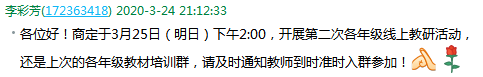 李彩芳(172363418) 2020-3-24 21:12:33
各位好！商定于3月25日（明日）下午2:00，开展第二次各年级线上教研活动，
还是上次的各年级教材培训群，请及时通知教师到时准时入群参加！